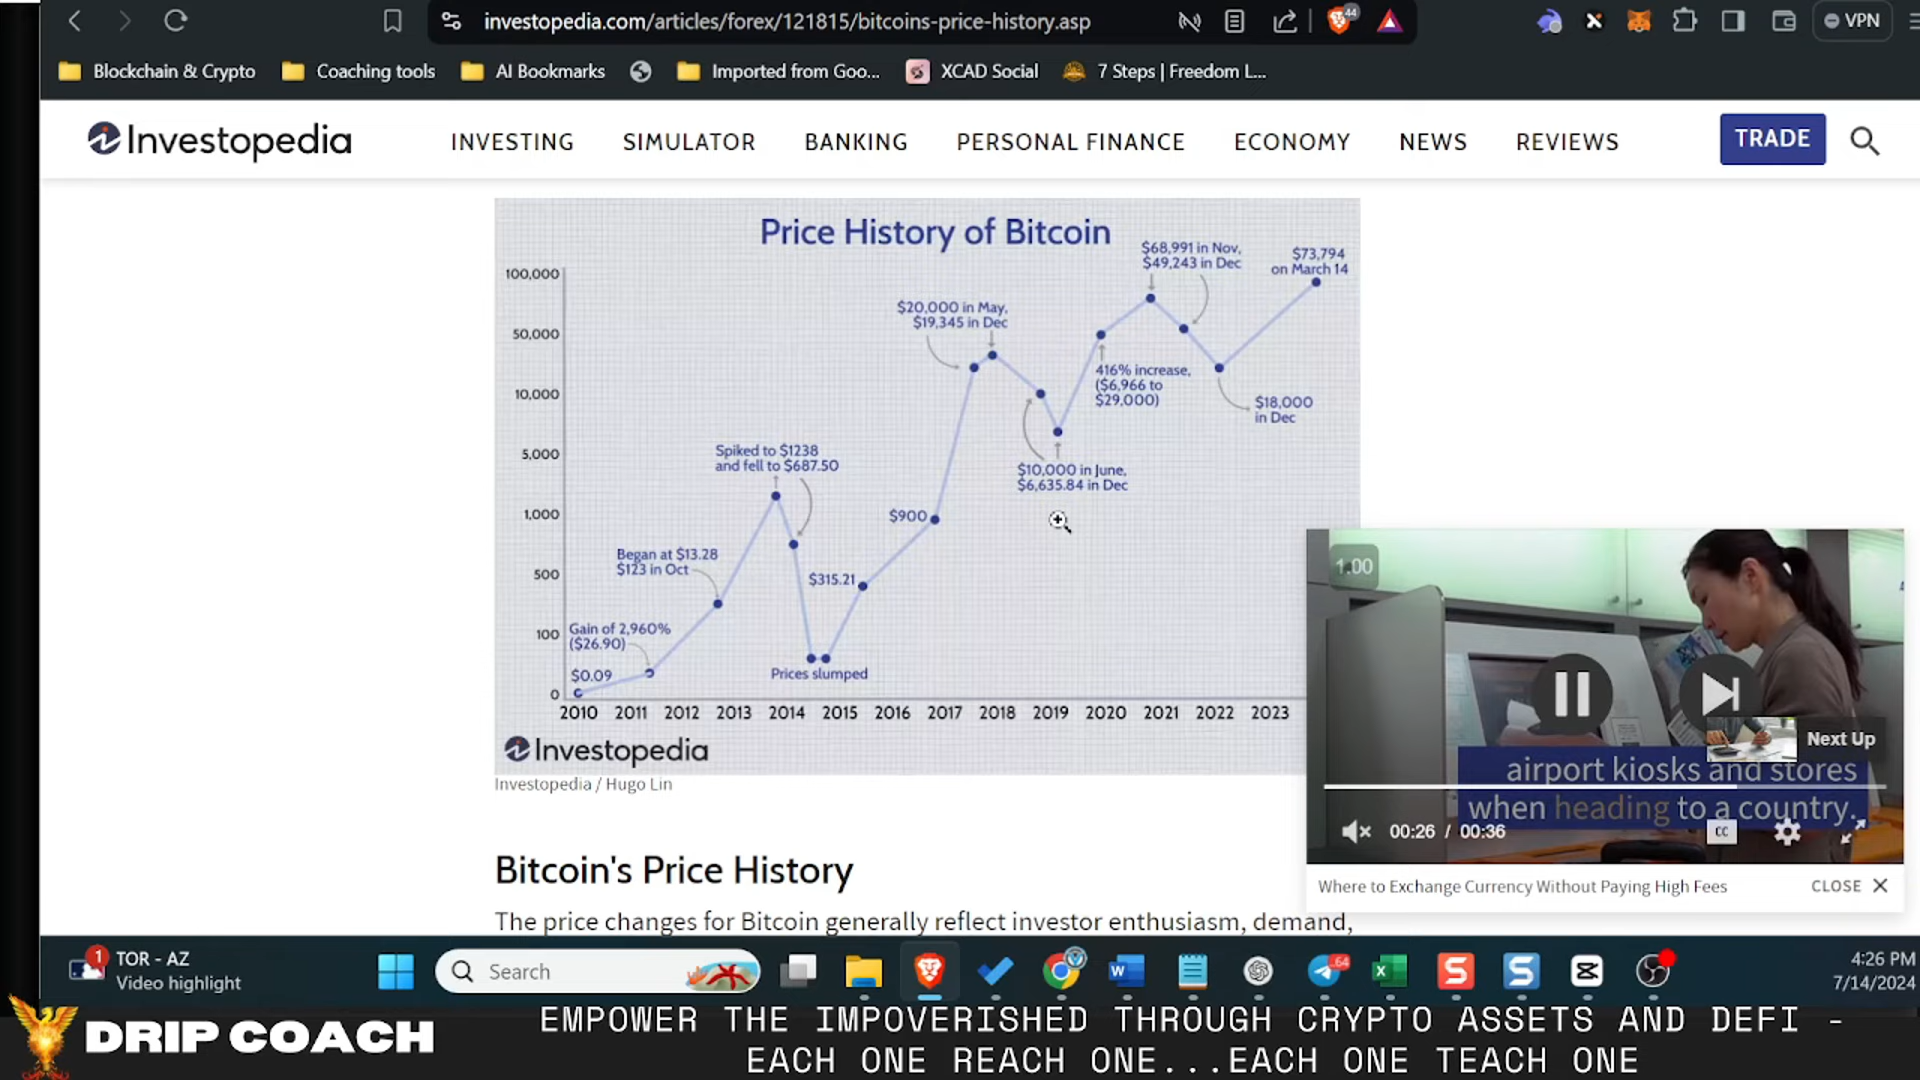 investopedia.com/articles/forex/121815/bitcoins-price-history.asp
44
VPN
Blockchain & Crypto
Coaching tools
AI Bookmarks
Imported from Goo...
XCAD Social
7 Steps | Freedom L...
Investopedia
INVESTING
SIMULATOR
BANKING
PERSONAL FINANCE
ECONOMY
NEWS
REVIEWS
TRADE
Price History of Bitcoin
100,000
50,000
10,000
5,000
1,000
500
100
0
$0.09
Gain of 2,960%
($26.90)
Began at $13.28
$123 in Oct
Spiked to $1238
and fell to $687.50
Prices slumped
$315.21
$900
$20,000 in May,
$19,345 in Dec
$10,000 in June,
$6,635.84 in Dec
416% increase,
($6,966 to
$29,000)
$68,991 in Nov,
$49,243 in Dec
$18,000
in Dec
$73,794
on March 14
2010 2011 2012 2013 2014 2015 2016 2017 2018 2019 2020 2021 2022 2023
Investopedia
Investopedia / Hugo Lin
1.00
Next Up
airport kiosks and stores
when heading to a country.
00:26 / 00:36
CC
Where to Exchange Currency Without Paying High Fees
CLOSE
Bitcoin's Price History
The price changes for Bitcoin generally reflect investor enthusiasm, demand,
1
TOR - AZ
Video highlight
Search
64
4:26 PM
7/14/2024
DRIP COACH
EMPOWER THE IMPOVERISHED THROUGH CRYPTO ASSETS AND DEFI -
EACH ONE REACH ONE...EACH ONE TEACH ONE